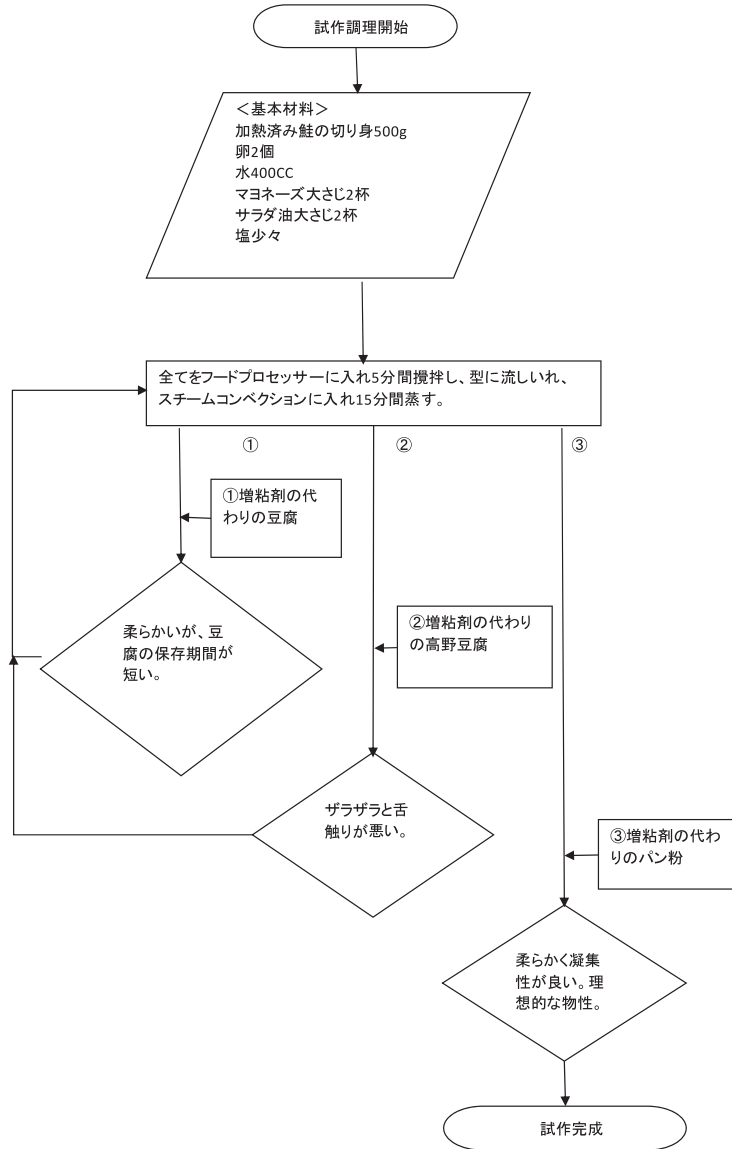 試作調理開始
＜基本材料＞
加熱済み鮭の切り身500g
卵2個
水400CC
マヨネーズ大さじ2杯
サラダ油大さじ2杯
塩少々
全てをフードプロセッサーに入れ5分間攪拌し、型に流しいれ、
スチームコンベクションに入れ15分間蒸す。
①
②
③
①増粘剤の代
わりの豆腐
柔らかいが、豆
腐の保存期間が
短い。
②増粘剤の代わり
の高野豆腐
ザラザラと舌
触りが悪い。
③増粘剤の代わ
りのパン粉
柔らかく凝集
性が良い。理
想的な物性。
試作完成